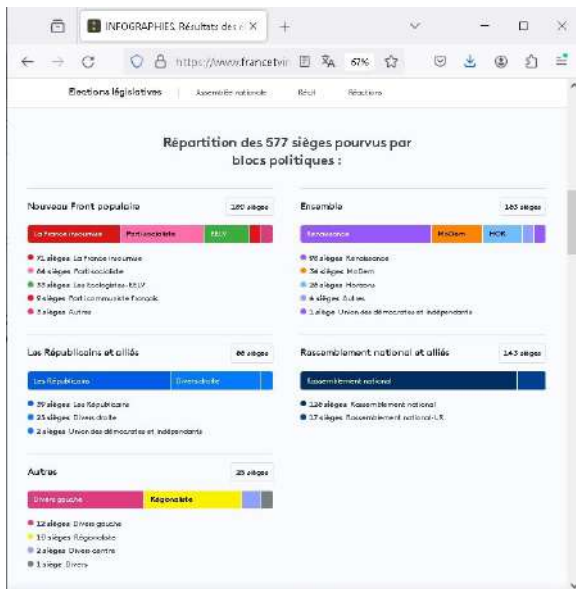 INFOGRAPHIES. Résultats des
https://www.francetvi
67%
Elections législatives
Assemblée nationale
Récit
Réactions
Répartition des 577 sièges pourvus par
blocs politiques :
Nouveau Front populaire
180 sièges
La France insoumise
Parti socialiste
EELV
71 sièges La France insoumise
64 sièges Parti socialiste
33 sièges Les Ecologistes-EELV
9 sièges Parti communiste français
3 sièges Autres
Ensemble
163 sièges
Renaissance
MoDem
HOR
Renaissance
34 sièges MoDem
Horizons
6 sièges Autres
1 siège Union des démocrates et indépendants
Les Républicains et alliés
66 sièges
Les Républicains
Divers droite
39 sièges Les Républicains
25 sièges Divers droite
2 sièges Union des démocrates et indépendants
Rassemblement national et alliés
143 sièges
Rassemblement national
126 sièges Rassemblement national
17 sièges Rassemblement national-LR
Autres
25 sièges
Divers gauche
Régionaliste
12 sièges Divers gauche
10 sièges Régionaliste
2 sièges Divers centre
1 siège Divers